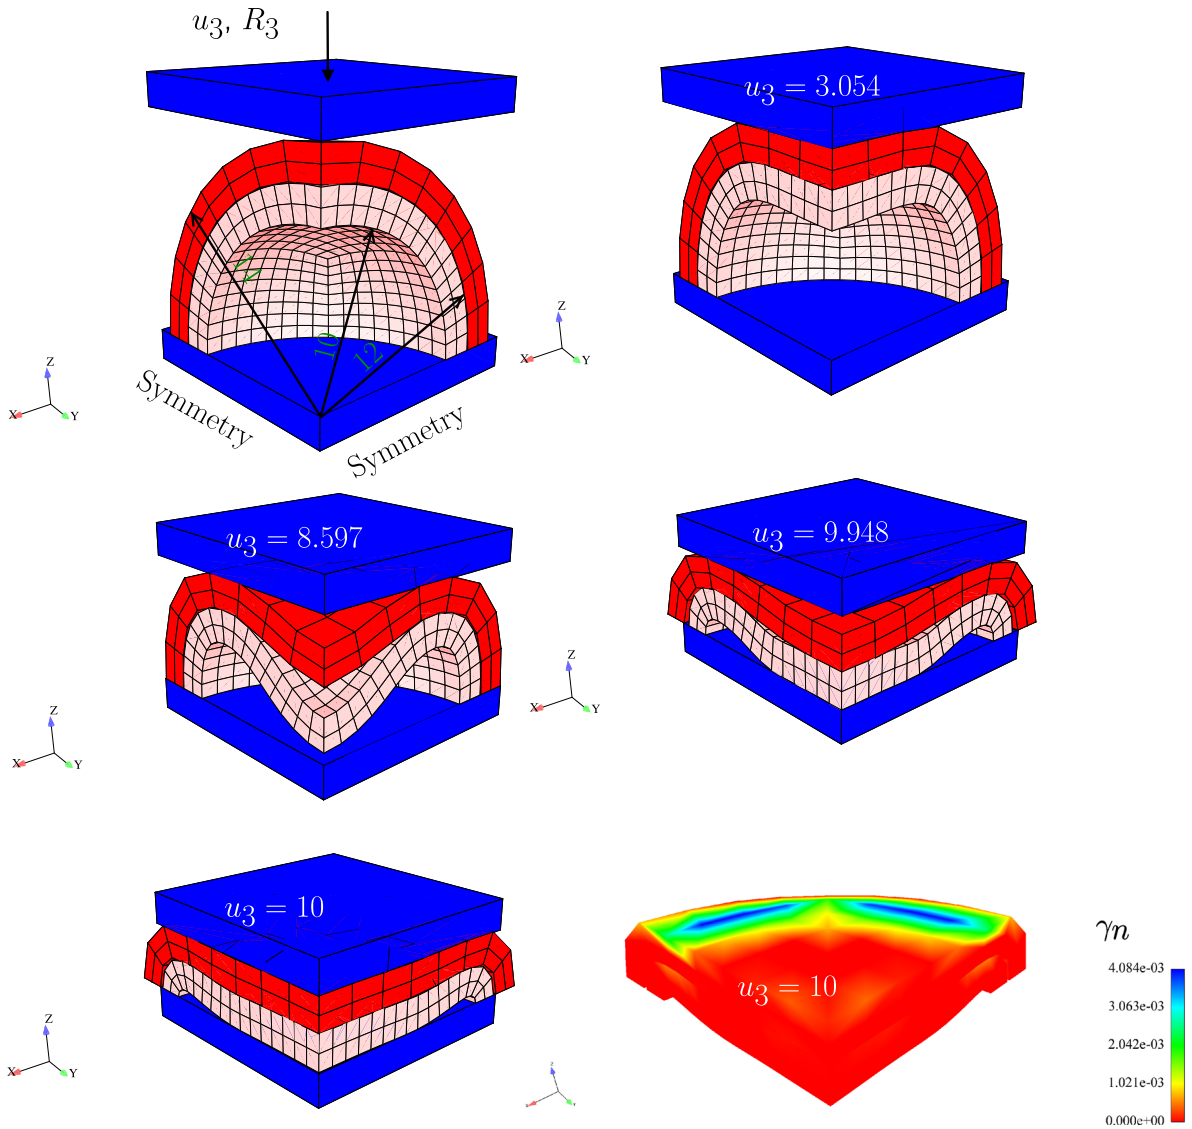 u3, R3
u3 = 3.054
10
12
Symmetry
Symmetry
Z
X
Y
Z
X
Y
u3 = 8.597
u3 = 9.948
Z
X
Y
Z
X
Y
u3 = 10
u3 = 10
γn
4.084e-03
3.063e-03
2.042e-03
1.021e-03
0.000e+00
Z
X
Y